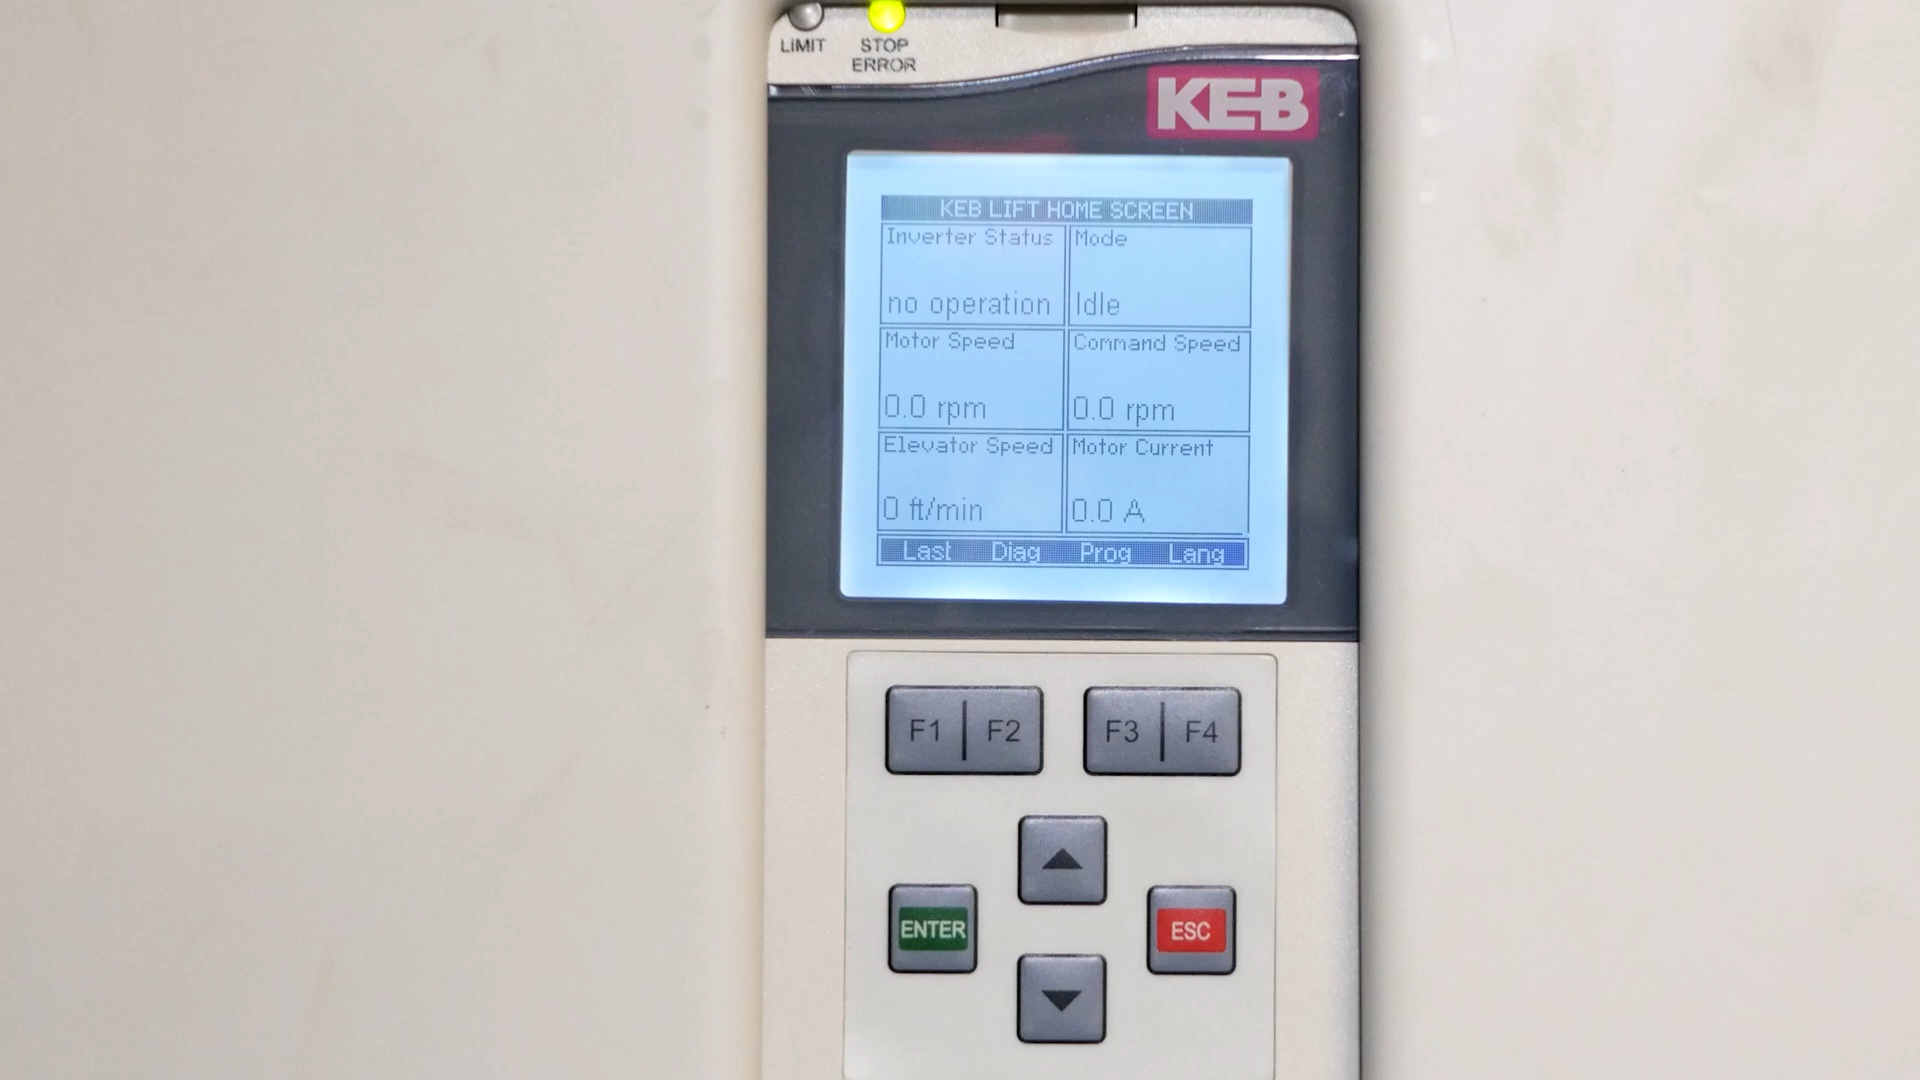 LIMIT
STOP
ERROR
KEB
KEB LIFT HOME SCREEN
Inverter Status
Mode
no operation
Idle
Motor Speed
Command Speed
0.0 rpm
0.0 rpm
Elevator Speed
Motor Current
0 ft/min
0.0 A
Last Diag Prog Lang
F1 F2 F3 F4
ENTER
ESC